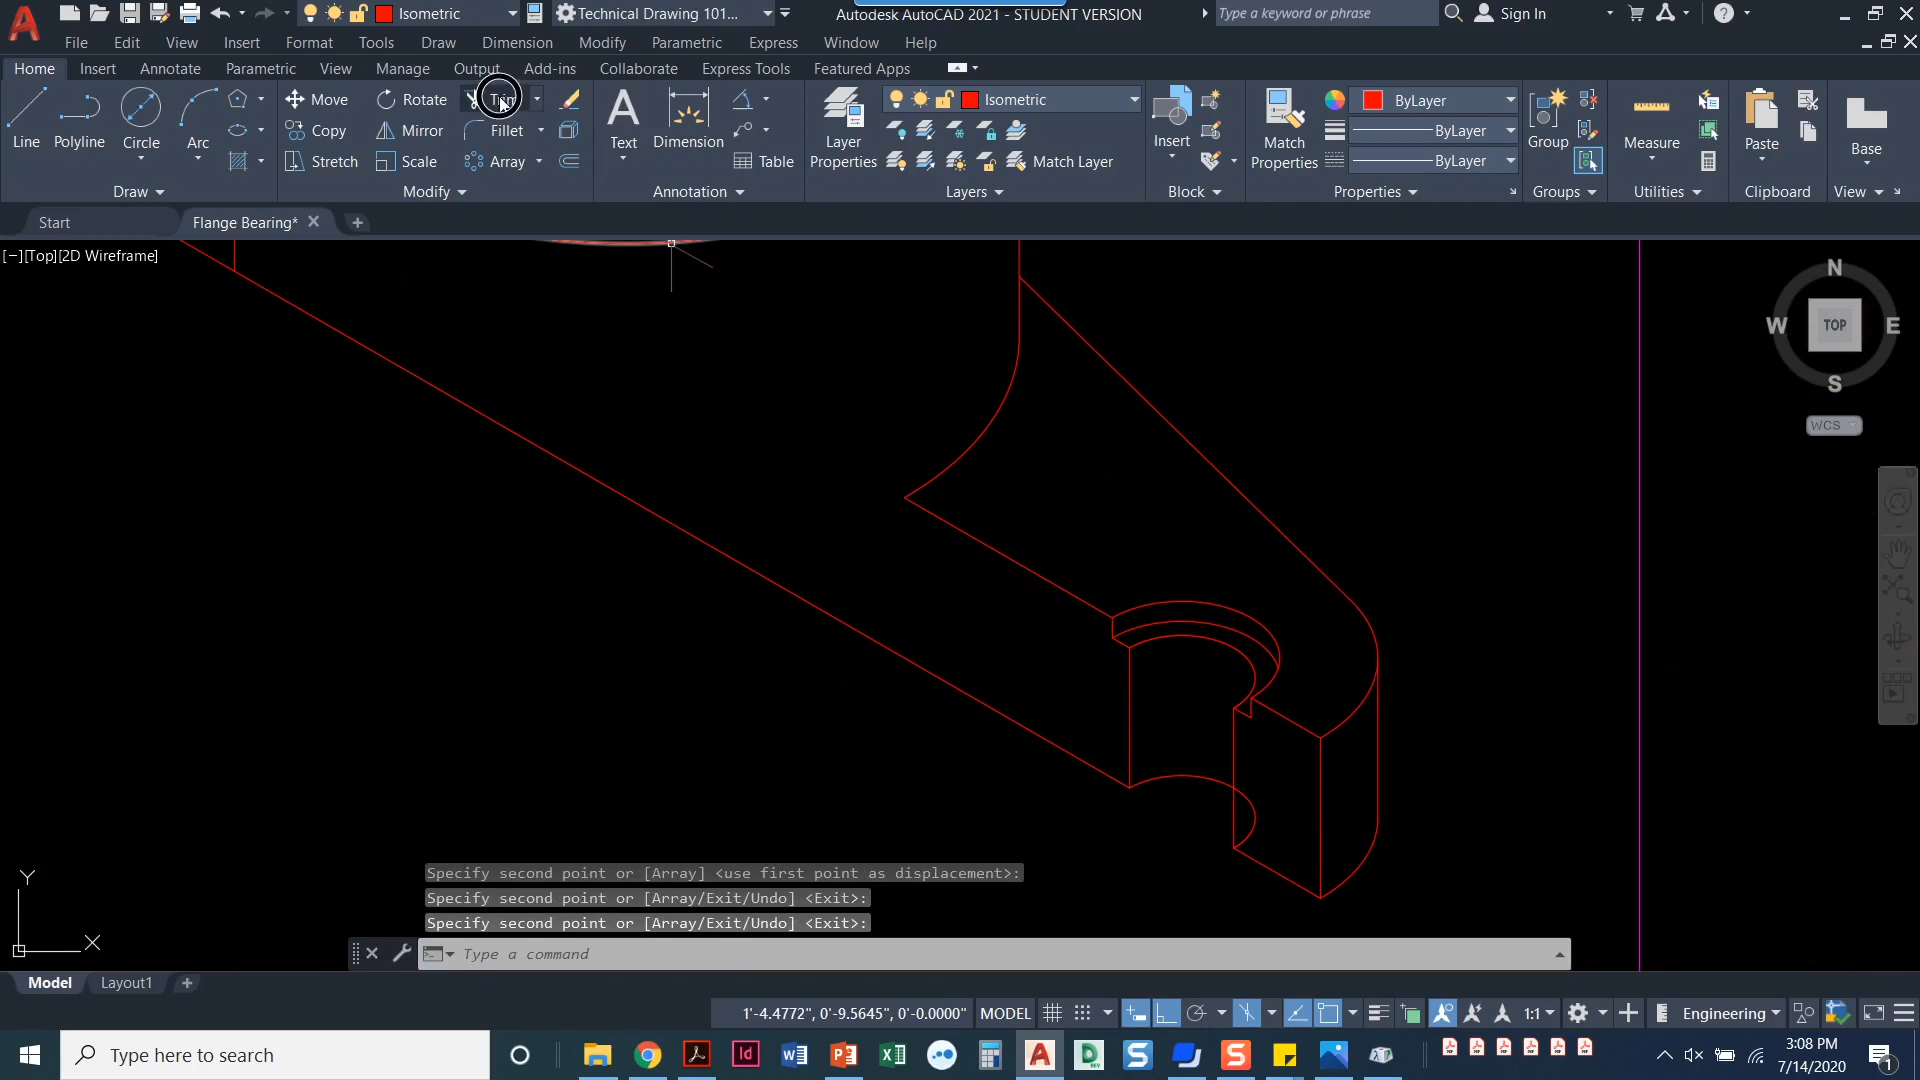 Isometric
Technical Drawing 101...
Autodesk AutoCAD 2021 - STUDENT VERSION
Type a keyword or phrase
Sign In
File Edit View Insert Format Tools Draw Dimension Modify Parametric Express Window Help
Home Insert Annotate Parametric View Manage Output Add-ins Collaborate Express Tools Featured Apps
Line Polyline Circle Arc
Move Rotate Trim
Copy Mirror Fillet
Stretch Scale Array
Text Dimension Table
Layer Properties
Isometric
Match Layer
Insert
Match Properties
ByLayer
ByLayer
ByLayer
Group Measure Paste Base
Draw Modify Annotation Layers Block Properties Groups Utilities Clipboard View
Start Flange Bearing*
[−][Top][2D Wireframe]
N
W TOP E
S
WCS
Specify second point or [Array] <use first point as displacement>:
Specify second point or [Array/Exit/Undo] <Exit>:
Specify second point or [Array/Exit/Undo] <Exit>:
Type a command
Y
X
Model Layout1
1'-4.4772", 0'-9.5645", 0'-0.0000" MODEL 1:1 Engineering
Type here to search
3:08 PM
7/14/2020
1